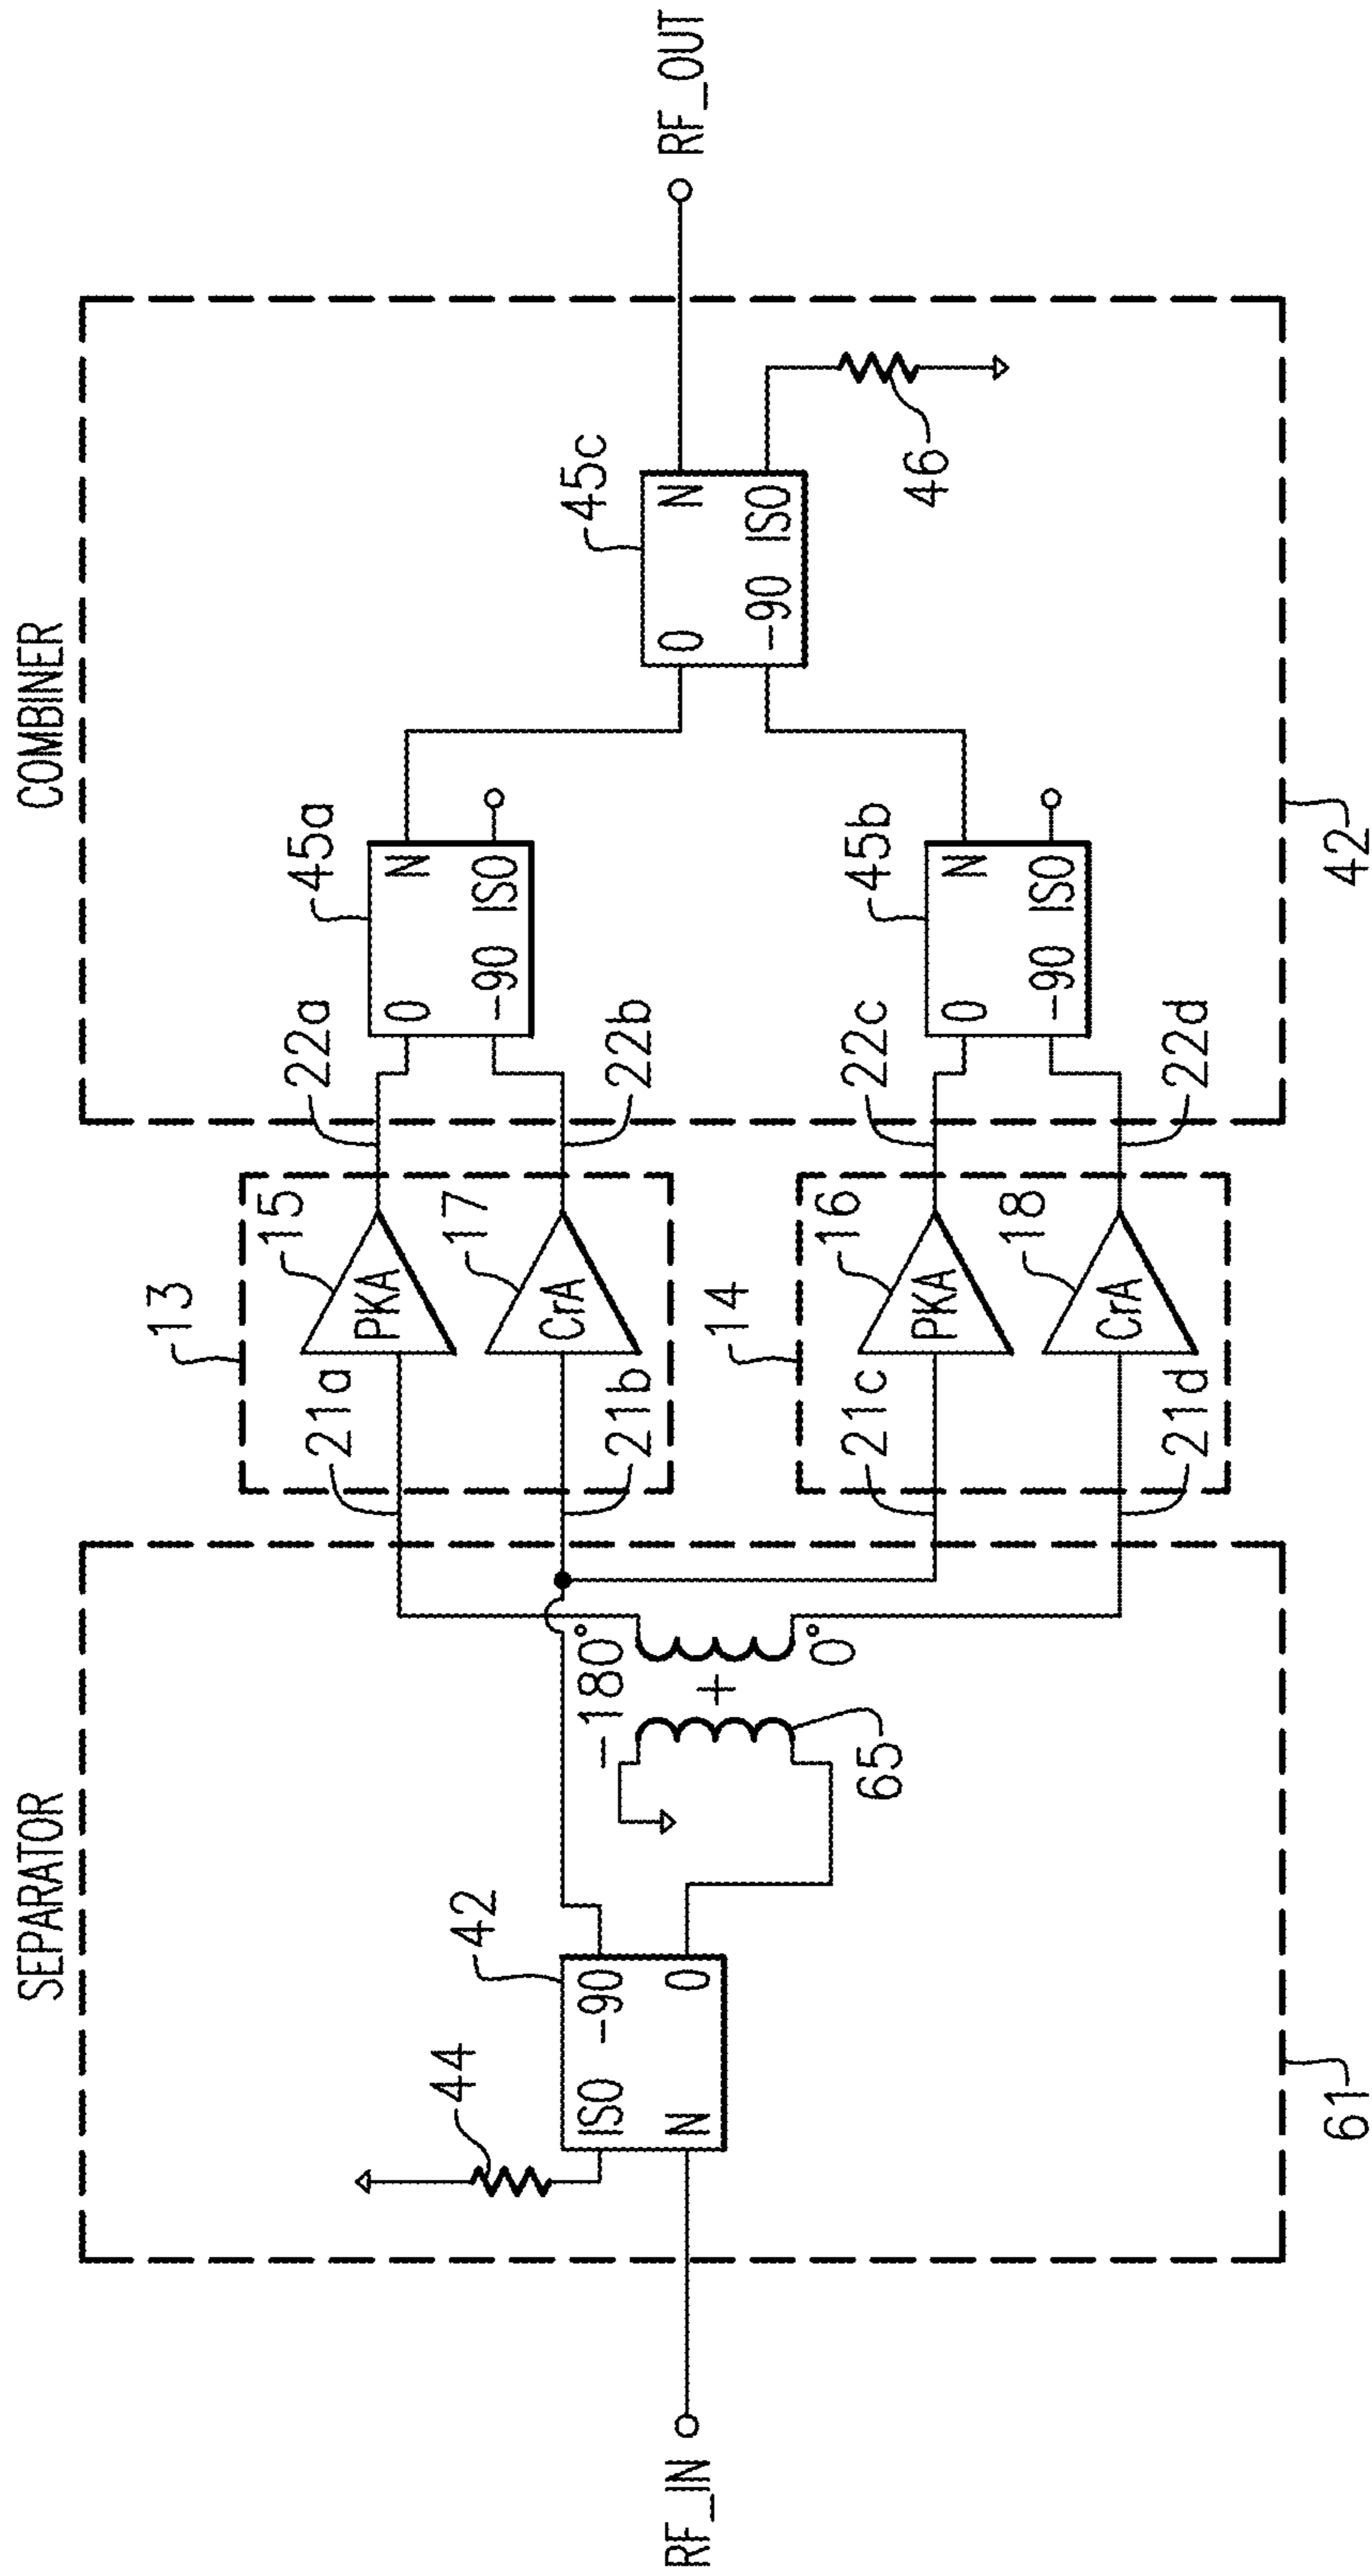 SEPARATOR
COMBINER
RF_IN
44
42
ISO -90
N 0
-180°
+
0°
65
61
13
21a
15
PKA
22a
21b
17
CrA
22b
14
21c
16
PKA
22c
21d
18
CrA
22d
45a
0 N
-90 ISO
45b
0 N
-90 ISO
45c
0 N
-90 ISO
46
42
RF_OUT